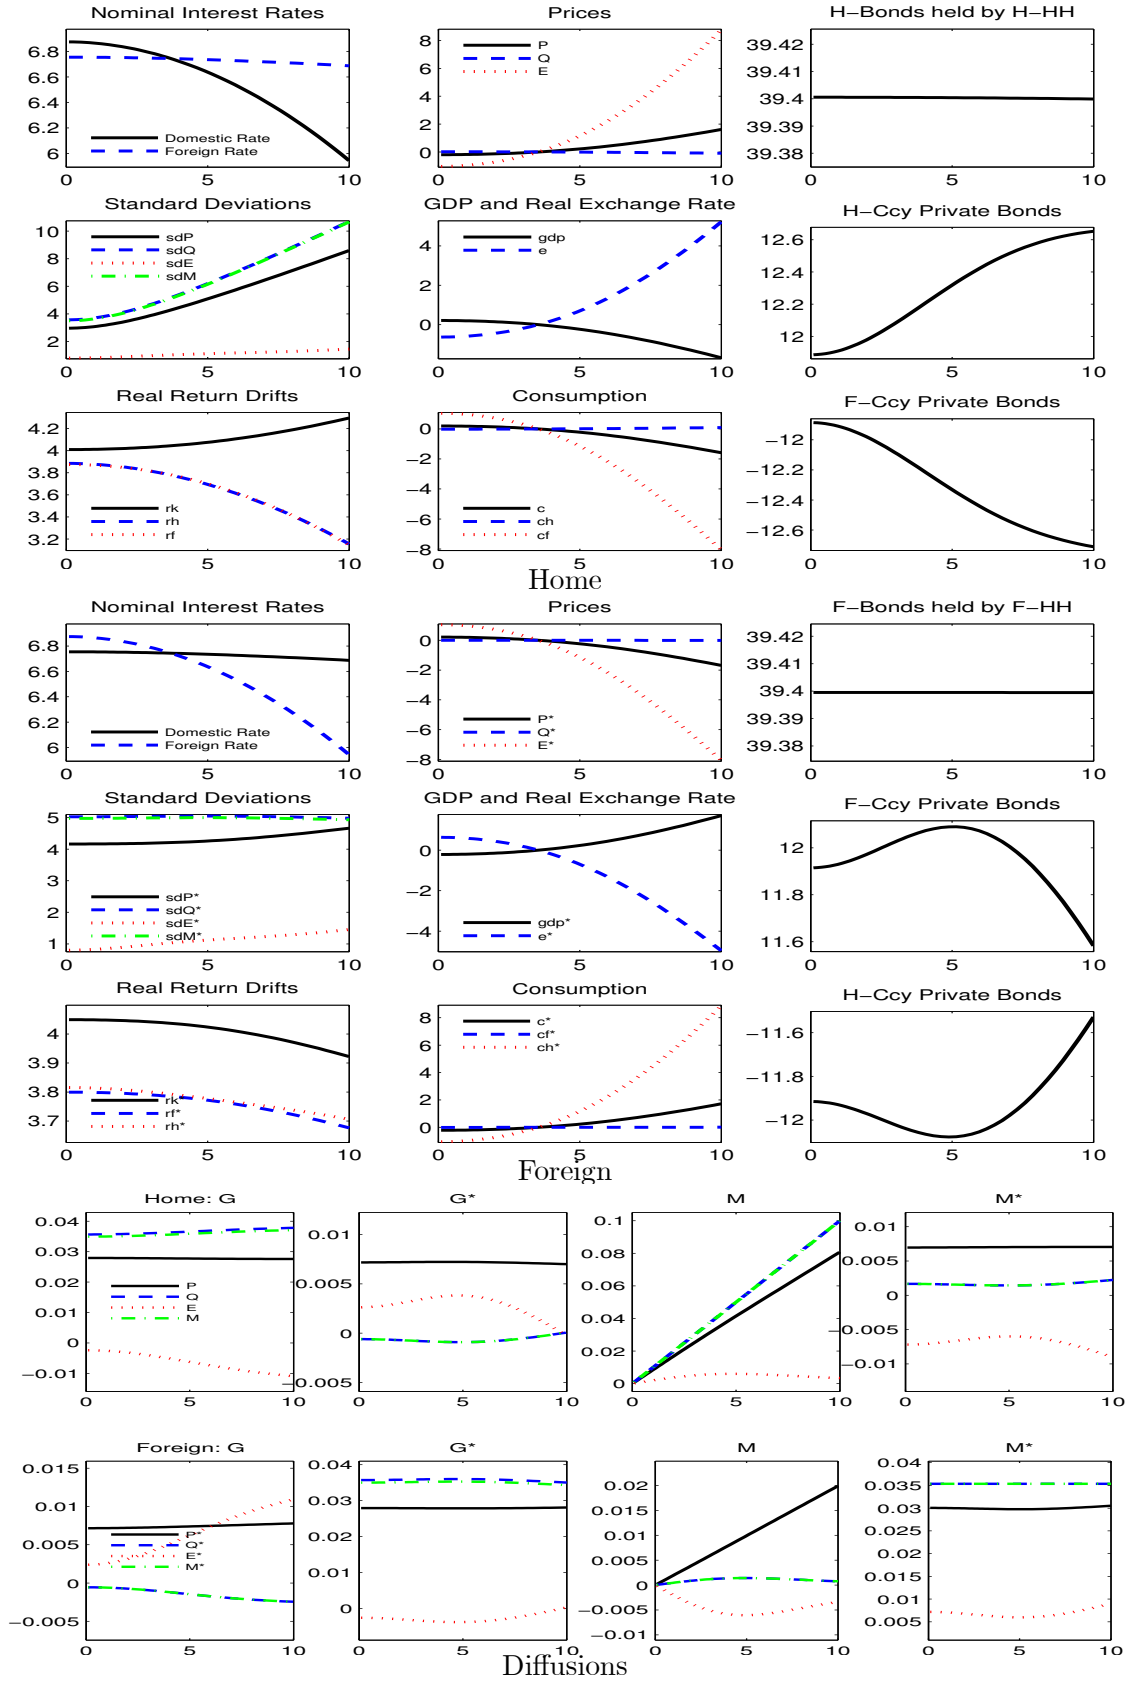 Nominal Interest Rates
Prices
H−Bonds held by H−HH
6.8
6.6
6.4
6.2
6
Domestic Rate
Foreign Rate
0 5 10
8
6
4
2
0
P
Q
E
0 5 10
39.42
39.41
39.4
39.39
39.38
0 5 10
Standard Deviations
GDP and Real Exchange Rate
H−Ccy Private Bonds
10
8
6
4
2
sdP
sdQ
sdE
sdM
0 5 10
4
2
0
gdp
e
0 5 10
12.6
12.4
12.2
12
0 5 10
Real Return Drifts
Consumption
F−Ccy Private Bonds
4.2
4
3.8
3.6
3.4
3.2
rk
rh
rf
0 5 10
0
−2
−4
−6
−8
c
ch
cf
0 5 10
−12
−12.2
−12.4
−12.6
0 5 10
Home
Nominal Interest Rates
Prices
F−Bonds held by F−HH
6.8
6.6
6.4
6.2
6
Domestic Rate
Foreign Rate
0 5 10
0
−2
−4
−6
−8
P*
Q*
E*
0 5 10
39.42
39.41
39.4
39.39
39.38
0 5 10
Standard Deviations
GDP and Real Exchange Rate
F−Ccy Private Bonds
5
4
3
2
1
sdP*
sdQ*
sdE*
sdM*
0 5 10
0
−2
−4
gdp*
e*
0 5 10
12
11.8
11.6
0 5 10
Real Return Drifts
Consumption
H−Ccy Private Bonds
4
3.9
3.8
3.7
rk
rf*
rh*
0 5 10
8
6
4
2
0
c*
cf*
ch*
0 5 10
−11.6
−11.8
−12
0 5 10
Foreign
Home: G
G*
M
M*
0.04
0.03
0.02
0.01
0
−0.01
P
Q
E
M
0 5 10
0.01
0.005
0
−0.005
0 5 10
0.1
0.08
0.06
0.04
0.02
0
0 5 10
0.01
0.005
0
−0.005
−0.01
0 5 10
Foreign: G
G*
M
M*
0.015
0.01
0.005
0
−0.005
P*
Q*
E*
M*
0 5 10
0.04
0.03
0.02
0.01
0
0 5 10
0.02
0.015
0.01
0.005
0
−0.005
−0.01
0 5 10
0.04
0.035
0.03
0.025
0.02
0.015
0.01
0.005
0 5 10
Diffusions